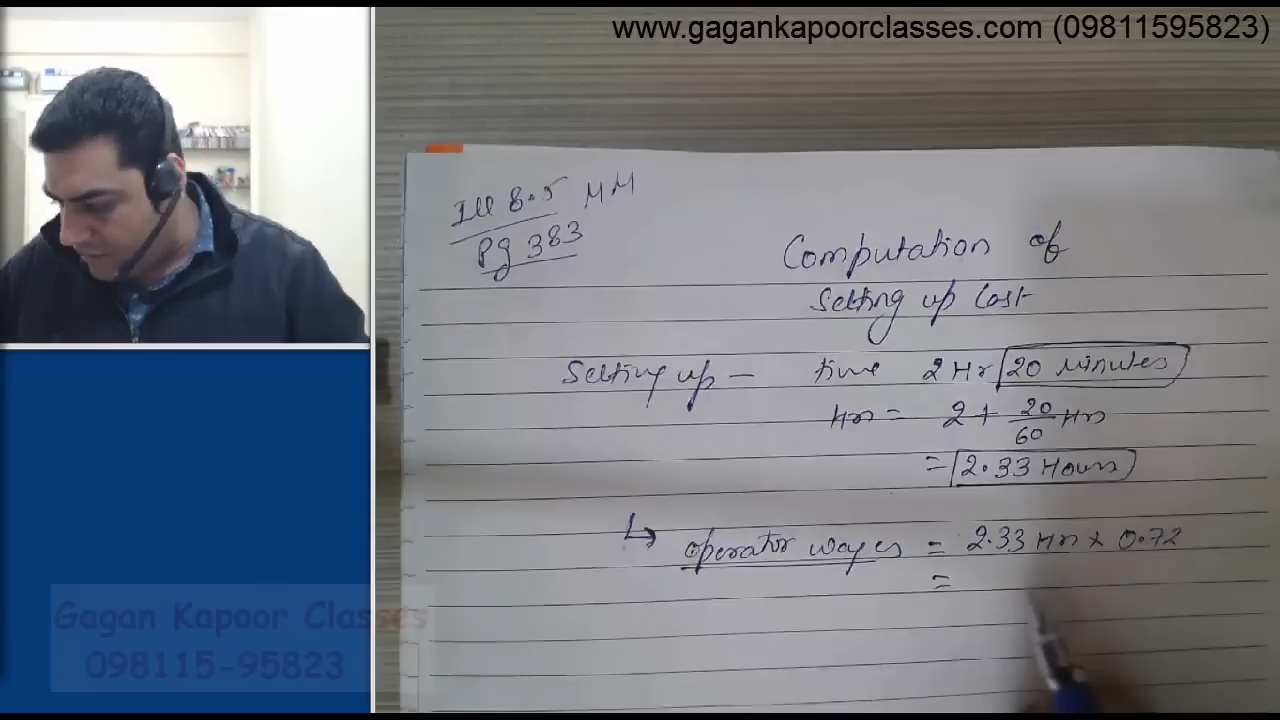 www.gagankapoorclasses.com (09811595823)
Ill 8.5 MM
Pg 383
Computation of
Setting up Cost
Setting up - time 2 Hr 20 Minutes
Hrs = 2 + 20/60 Hrs
= 2.33 Hours
↳ operator wages = 2.33 Hrs × 0.72
=
Gagan Kapoor Classes
098115-95823